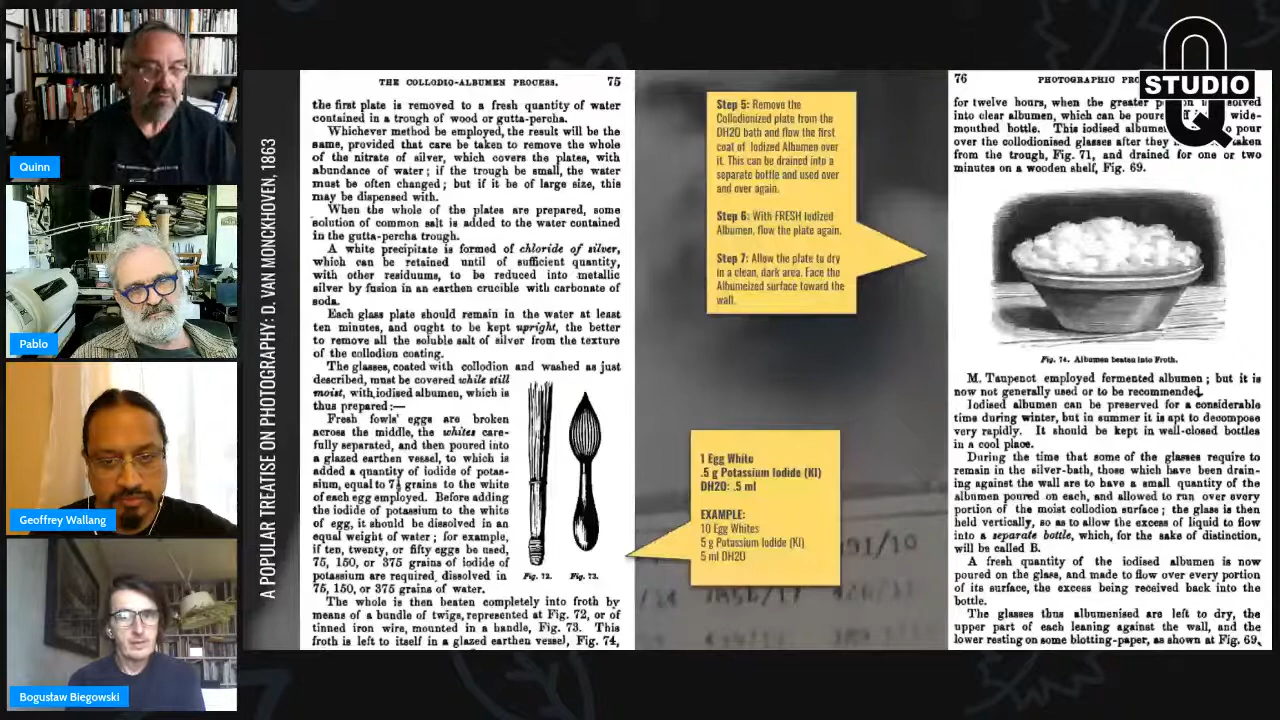 Quinn
Pablo
Geoffrey Wallang
Bogusław Biegowski
A POPULAR TREATISE ON PHOTOGRAPHY: D. VAN MONCKHOVEN, 1863
THE COLLODIO-ALBUMEN PROCESS. 75
the first plate is removed to a fresh quantity of water
contained in a trough of wood or gutta-percha.
Whichever method be employed, the result will be the
same, provided that care be taken to remove the whole
of the nitrate of silver, which covers the plates, with
abundance of water; if the trough be small, the water
must be often changed; but if it be of large size, this
may be dispensed with.
When the whole of the plates are prepared, some
solution of common salt is added to the water contained
in the gutta-percha trough.
A white precipitate is formed of chloride of silver,
which can be retained until of sufficient quantity,
with other residuums, to be reduced into metallic
silver by fusion in an earthen crucible with carbonate of
soda.
Each glass plate should remain in the water at least
ten minutes, and ought to be kept upright, the better
to remove all the soluble salt of silver from the texture
of the collodion coating.
The glasses, coated with collodion and washed as just
described, must be covered while still
moist, with iodised albumen, which is
thus prepared:—
Fresh fowls' eggs are broken
across the middle, the whites care-
fully separated, and then poured into
a glazed earthen vessel, to which is
added a quantity of iodide of potas-
sium, equal to 7½ grains to the white
of each egg employed. Before adding
the iodide of potassium to the white
of egg, it should be dissolved in an
equal weight of water; for example,
if ten, twenty, or fifty eggs be used,
75, 150, or 375 grains of iodide of
potassium are required, dissolved in
75, 150, or 375 grains of water.
Fig. 72. Fig. 73.
The whole is then beaten completely into froth by
means of a bundle of twigs, represented at Fig. 72, or of
tinned iron wire, mounted in a handle, Fig. 73. This
froth is left to itself in a glazed earthen vessel, Fig. 74,
Step 5: Remove the
Collodionized plate from the
DH2O bath and flow the first
coat of Iodized Albumen over
it. This can be drained into a
separate bottle and used over
and over again.
Step 6: With FRESH Iodized
Albumen, flow the plate again.
Step 7: Allow the plate to dry
in a clean, dark area. Face the
Albumeized surface toward the
wall.
1 Egg White
.5 g Potassium Iodide (KI)
DH2O: .5 ml
EXAMPLE:
10 Egg Whites
5 g Potassium Iodide (KI)
5 ml DH2O
STUDIO
Q
76 PHOTOGRAPHIC
for twelve hours, when the greater
into clear albumen, which can be wide-
mouthed bottle. This iodised pour
over the collodionised glasses after they taken
from the trough, Fig. 71, and drained for one or two
minutes on a wooden shelf, Fig. 69.
Fig. 74. Albumen beaten into Froth.
M. Taupenot employed fermented albumen; but it is
now not generally used or to be recommended.
Iodised albumen can be preserved for a considerable
time during winter, but in summer it is apt to decompose
very rapidly. It should be kept in well-closed bottles
in a cool place.
During the time that some of the glasses require to
remain in the silver-bath, those which have been drain-
ing against the wall are to have a small quantity of the
albumen poured on each, and allowed to run over every
portion of the moist collodion surface; the glass is then
held vertically, so as to allow the excess of liquid to flow
into a separate bottle, which, for the sake of distinction,
will be called B.
A fresh quantity of the iodised albumen is now
poured on the glass, and made to flow over every portion
of its surface, the excess being received back into the
bottle.
The glasses thus albumenised are left to dry, the
upper part of each leaning against the wall, and the
lower resting on some blotting-paper, as shown at Fig. 69,